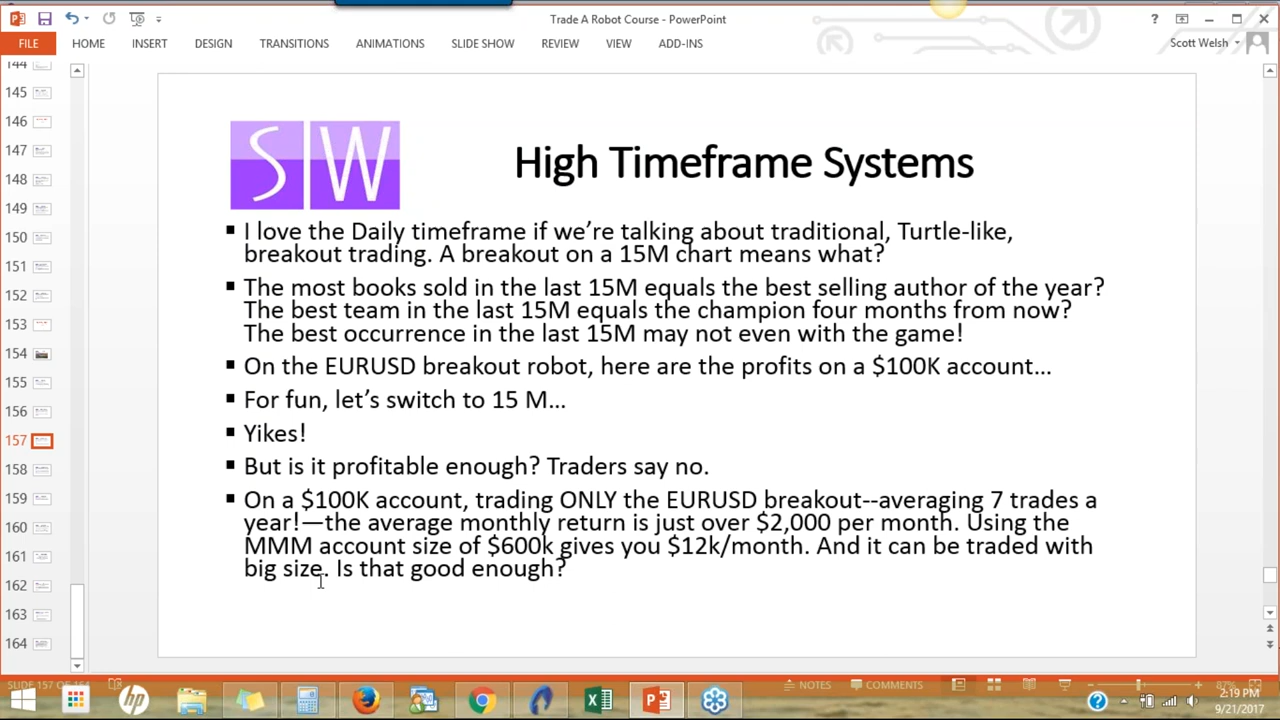 Trade A Robot Course - PowerPoint
?
FILE HOME INSERT DESIGN TRANSITIONS ANIMATIONS SLIDE SHOW REVIEW VIEW ADD-INS
Scott Welsh
144
145
146
147
148
149
150
151
152
153
154
155
156
157
158
159
160
161
162
163
164
SW
High Timeframe Systems
▪ I love the Daily timeframe if we’re talking about traditional, Turtle-like,
breakout trading. A breakout on a 15M chart means what?
▪ The most books sold in the last 15M equals the best selling author of the year?
The best team in the last 15M equals the champion four months from now?
The best occurrence in the last 15M may not even with the game!
▪ On the EURUSD breakout robot, here are the profits on a $100K account…
▪ For fun, let’s switch to 15 M…
▪ Yikes!
▪ But is it profitable enough? Traders say no.
▪ On a $100K account, trading ONLY the EURUSD breakout--averaging 7 trades a
year!—the average monthly return is just over $2,000 per month. Using the
MMM account size of $600k gives you $12k/month. And it can be traded with
big size. Is that good enough?
SLIDE 157 OF 164
NOTES COMMENTS 87%
hp
2:19 PM
9/21/2017